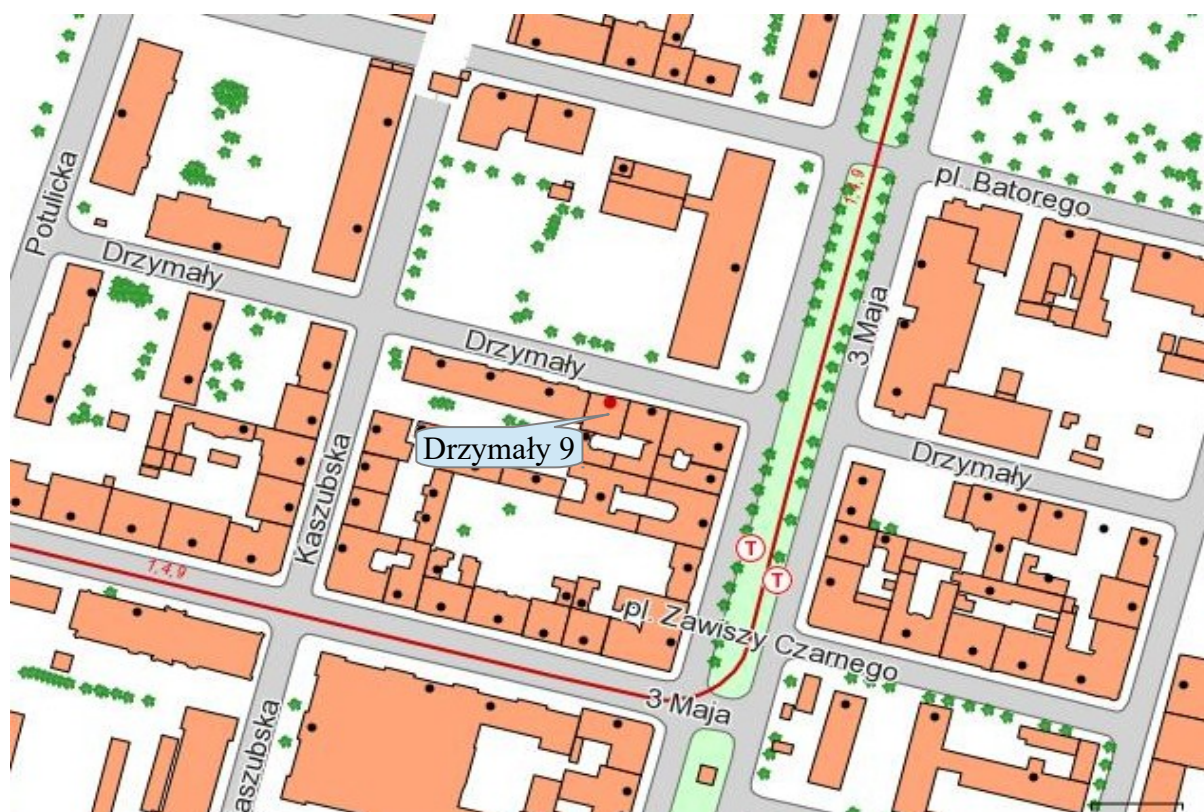 pl. Batorego
1,4,9
Potulicka
Drzymały
3 Maja
Drzymały
Drzymały 9
Drzymały
Kaszubska
T
T
1,4,9
pl. Zawiszy Czarnego
3 Maja
Kaszubska